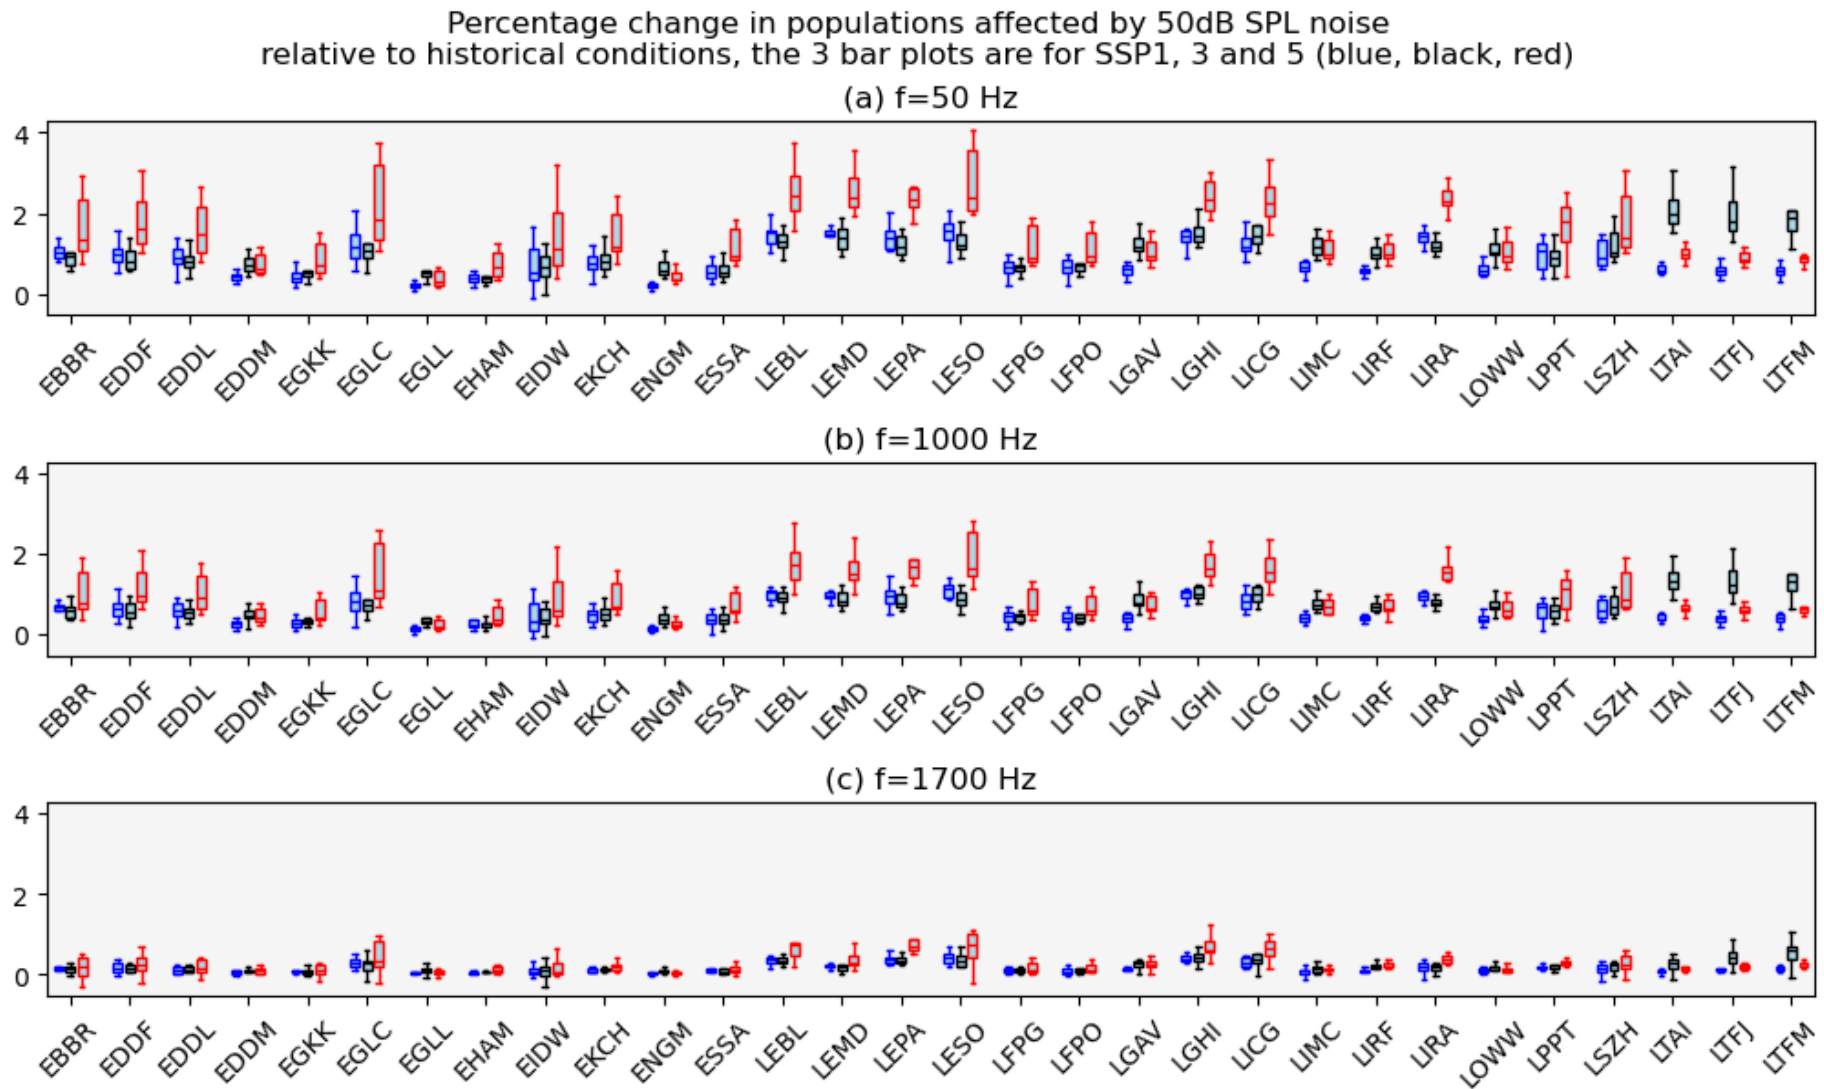 Percentage change in populations affected by 50dB SPL noise
relative to historical conditions, the 3 bar plots are for SSP1, 3 and 5 (blue, black, red)
(a) f=50 Hz
4
2
0
EBBR EDDF EDDL EDDM EGKK EGLC EGLL EHAM EIDW EKCH ENGM ESSA LEBL LEMD LEPA LESO LFPG LFPO LGAV LGHI LICG LIMC LIRF LIRA LOWW LPPT LSZH LTAI LTFJ LTFM
(b) f=1000 Hz
4
2
0
EBBR EDDF EDDL EDDM EGKK EGLC EGLL EHAM EIDW EKCH ENGM ESSA LEBL LEMD LEPA LESO LFPG LFPO LGAV LGHI LICG LIMC LIRF LIRA LOWW LPPT LSZH LTAI LTFJ LTFM
(c) f=1700 Hz
4
2
0
EBBR EDDF EDDL EDDM EGKK EGLC EGLL EHAM EIDW EKCH ENGM ESSA LEBL LEMD LEPA LESO LFPG LFPO LGAV LGHI LICG LIMC LIRF LIRA LOWW LPPT LSZH LTAI LTFJ LTFM